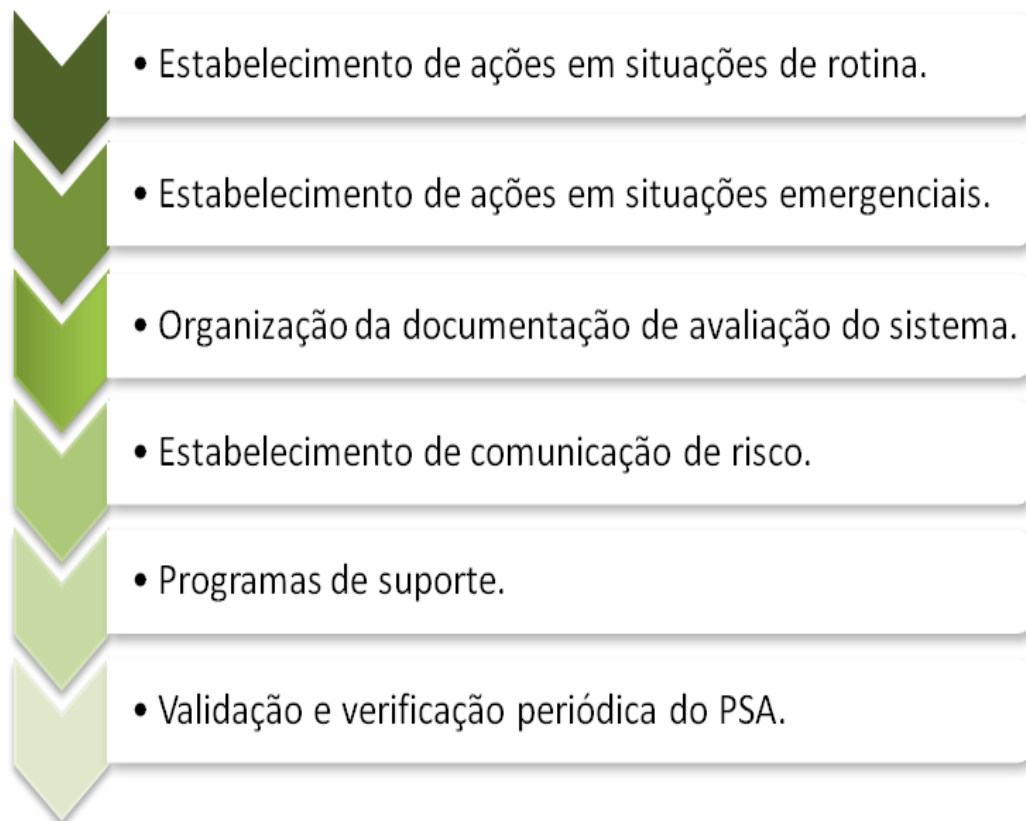 • Estabelecimento de ações em situações de rotina.
• Estabelecimento de ações em situações emergenciais.
• Organização da documentação de avaliação do sistema.
• Estabelecimento de comunicação de risco.
• Programas de suporte.
• Validação e verificação periódica do PSA.